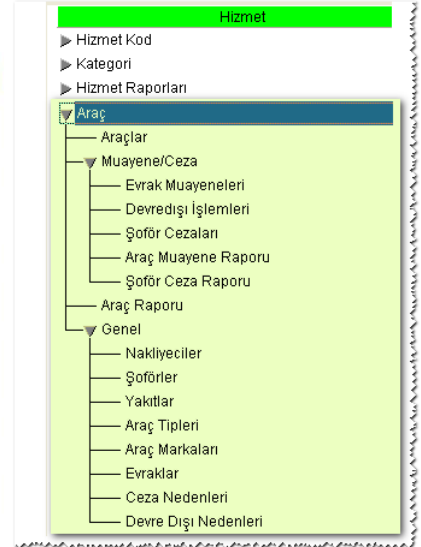 Hizmet
Hizmet Kod
Kategori
Hizmet Raporları
Araç
Araçlar
Muayene/Ceza
Evrak Muayeneleri
Devredışı İşlemleri
Şoför Cezaları
Araç Muayene Raporu
Şoför Ceza Raporu
Araç Raporu
Genel
Nakliyeciler
Şoförler
Yakıtlar
Araç Tipleri
Araç Markaları
Evraklar
Ceza Nedenleri
Devre Dışı Nedenleri